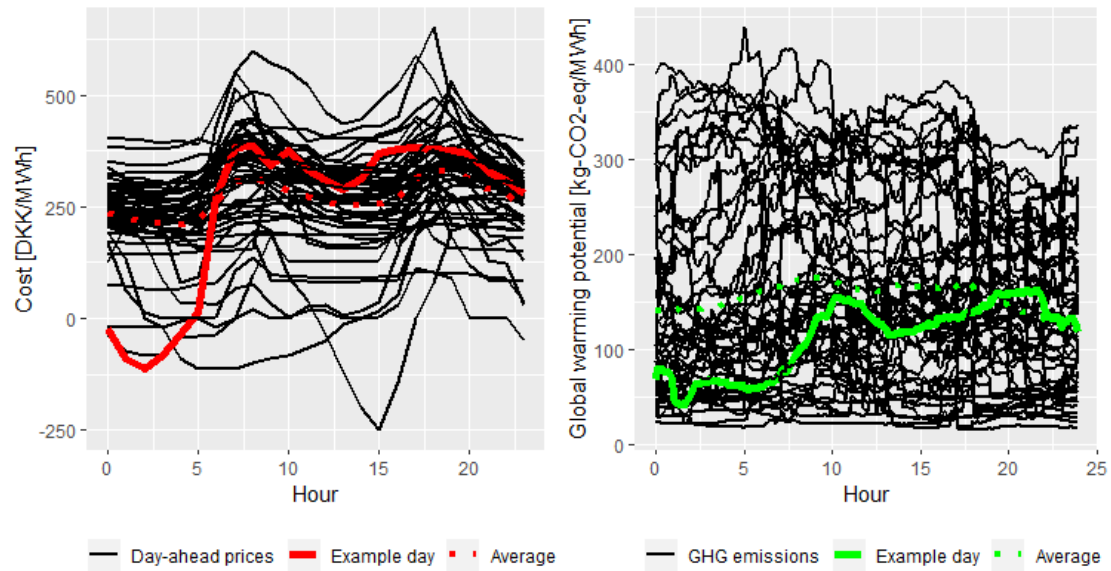 Cost [DKK/MWh]
500
250
0
-250
0
5
10
15
20
Hour
Day-ahead prices
Example day
Average
Global warming potential [kg-CO2-eq/MWh]
400
300
200
100
0
0
5
10
15
20
25
Hour
GHG emissions
Example day
Average